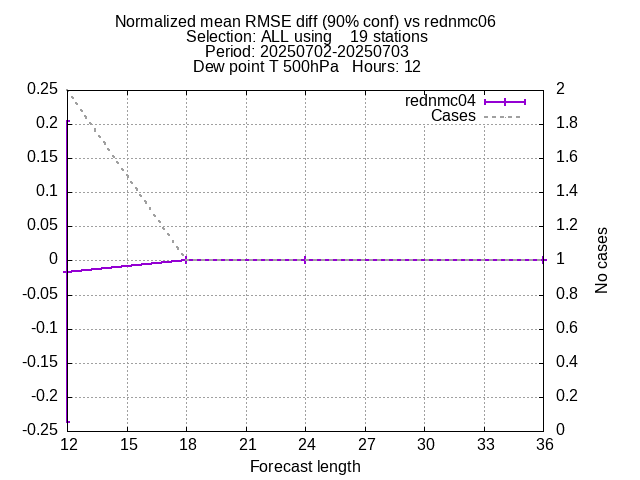 Normalized mean RMSE diff (90% conf) vs rednmc06
Selection: ALL using 19 stations
Period: 20250702-20250703
Dew point T 500hPa Hours: 12
rednmc04
Cases
0.25
0.2
0.15
0.1
0.05
0
-0.05
-0.1
-0.15
-0.2
-0.25
2
1.8
1.6
1.4
1.2
1
0.8
0.6
0.4
0.2
0
No cases
12 15 18 21 24 27 30 33 36
Forecast length